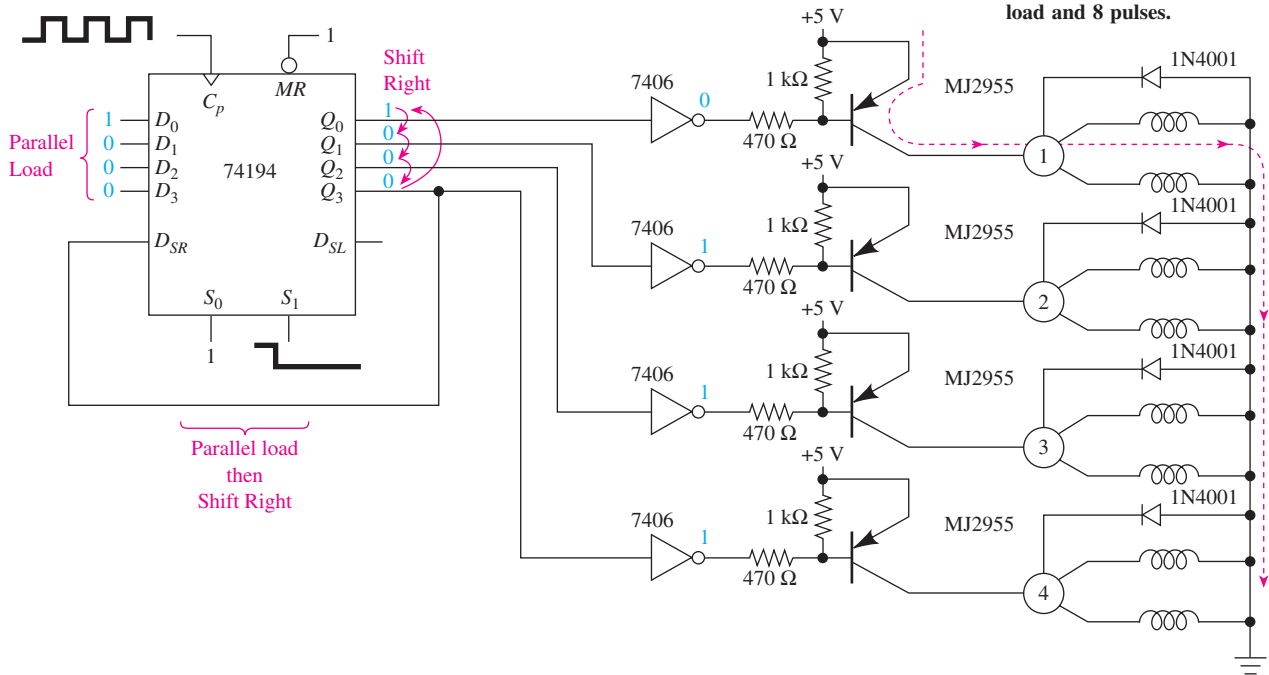 load and 8 pulses.
+5 V
1
Shift
Right
7406
0
1 kΩ
470 Ω
MJ2955
1N4001
1
C_p
MR
Parallel
Load
1 D_0
0 D_1
0 D_2
0 D_3
74194
Q_0 1
Q_1 0
Q_2 0
Q_3 0
D_SR
D_SL
S_0
S_1
1
Parallel load
then
Shift Right
+5 V
7406
1
1 kΩ
470 Ω
MJ2955
1N4001
2
+5 V
7406
1
1 kΩ
470 Ω
MJ2955
1N4001
3
+5 V
7406
1
1 kΩ
470 Ω
MJ2955
1N4001
4